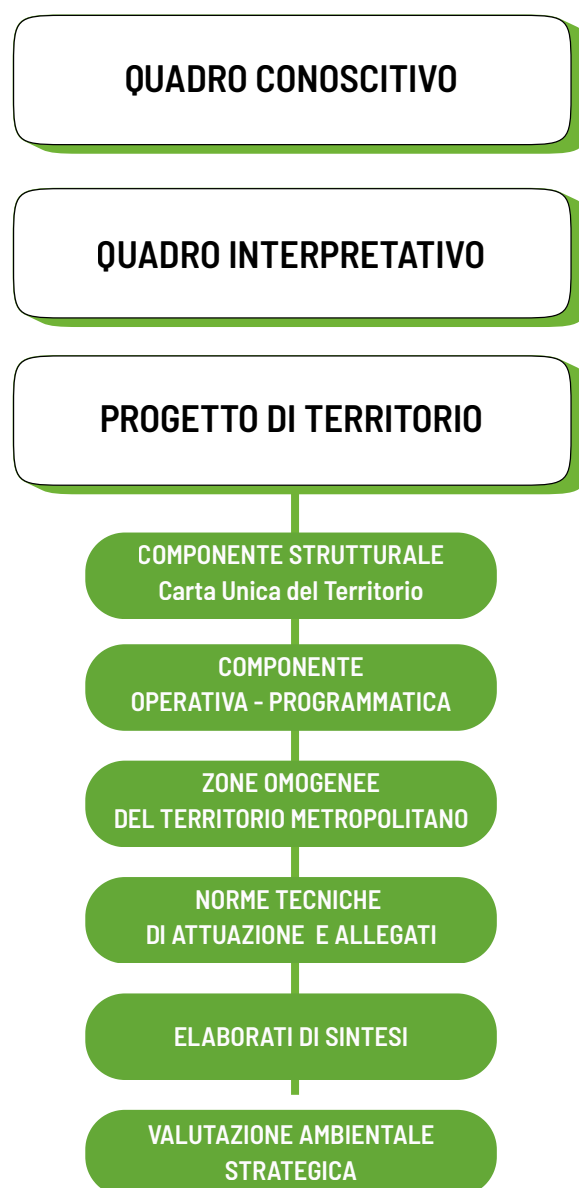 QUADRO CONOSCITIVO
QUADRO INTERPRETATIVO
PROGETTO DI TERRITORIO
COMPONENTE STRUTTURALE
Carta Unica del Territorio
COMPONENTE
OPERATIVA - PROGRAMMATICA
ZONE OMOGENEE
DEL TERRITORIO METROPOLITANO
NORME TECNICHE
DI ATTUAZIONE E ALLEGATI
ELABORATI DI SINTESI
VALUTAZIONE AMBIENTALE
STRATEGICA